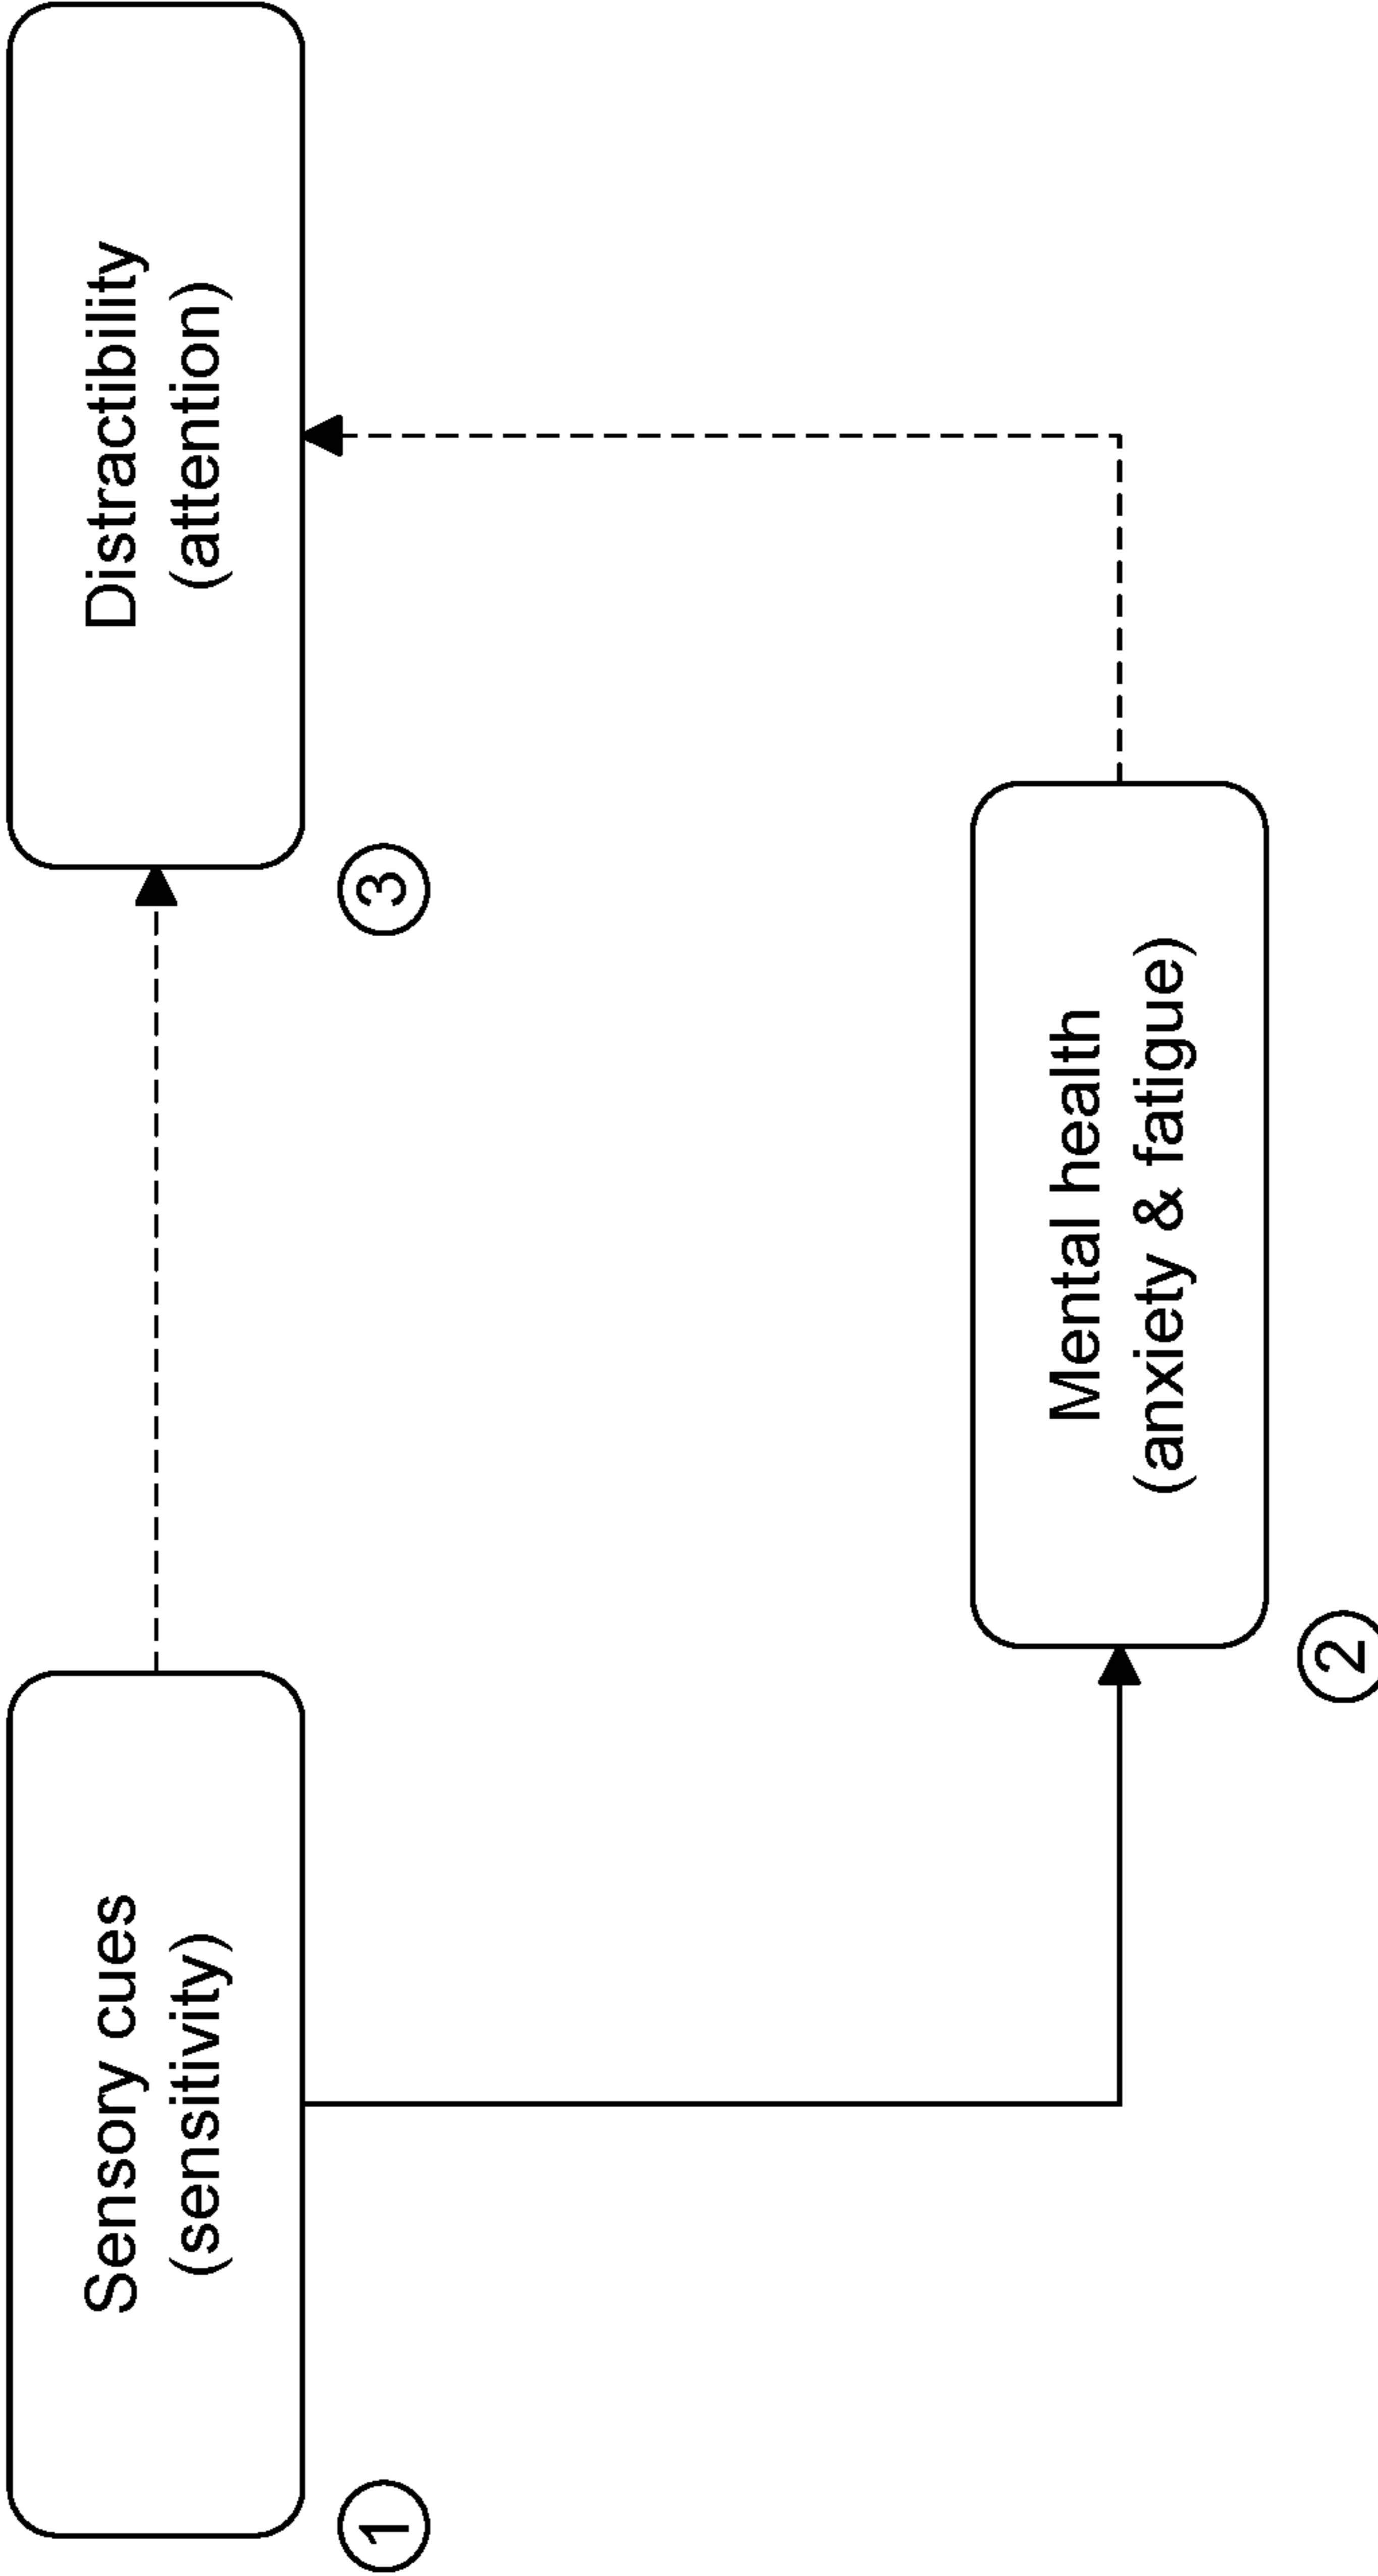 Sensory cues
(sensitivity)
1
Distractibility
(attention)
3
Mental health
(anxiety & fatigue)
2